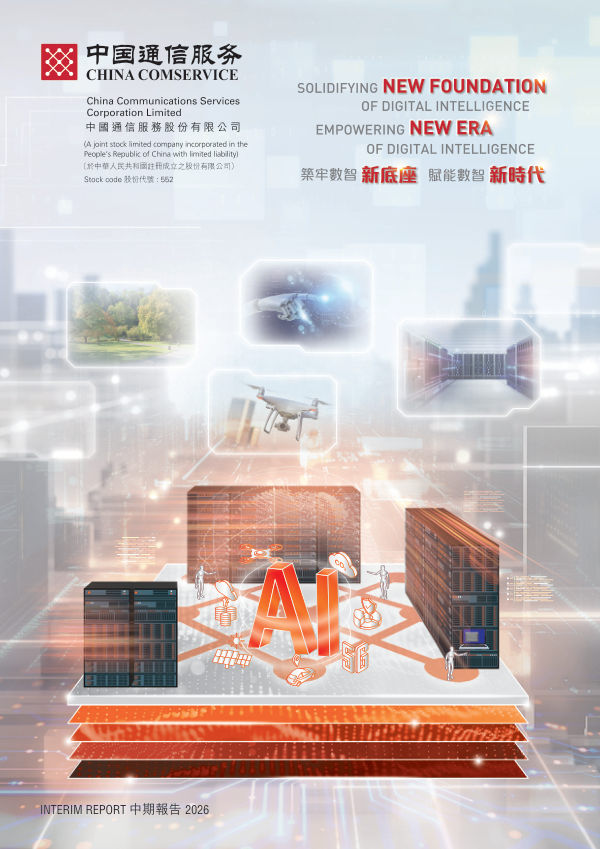 中国通信服务
CHINA COMSERVICE
China Communications Services
Corporation Limited
中國通信服務股份有限公司
(A joint stock limited company incorporated in the
People's Republic of China with limited liability)
(於中華人民共和國註冊成立之股份有限公司)
Stock code 股份代號 : 552
SOLIDIFYING NEW FOUNDATION
OF DIGITAL INTELLIGENCE
EMPOWERING NEW ERA
OF DIGITAL INTELLIGENCE
築牢數智 新底座 賦能數智 新時代
AI
5G
INTERIM REPORT 中期報告 2026